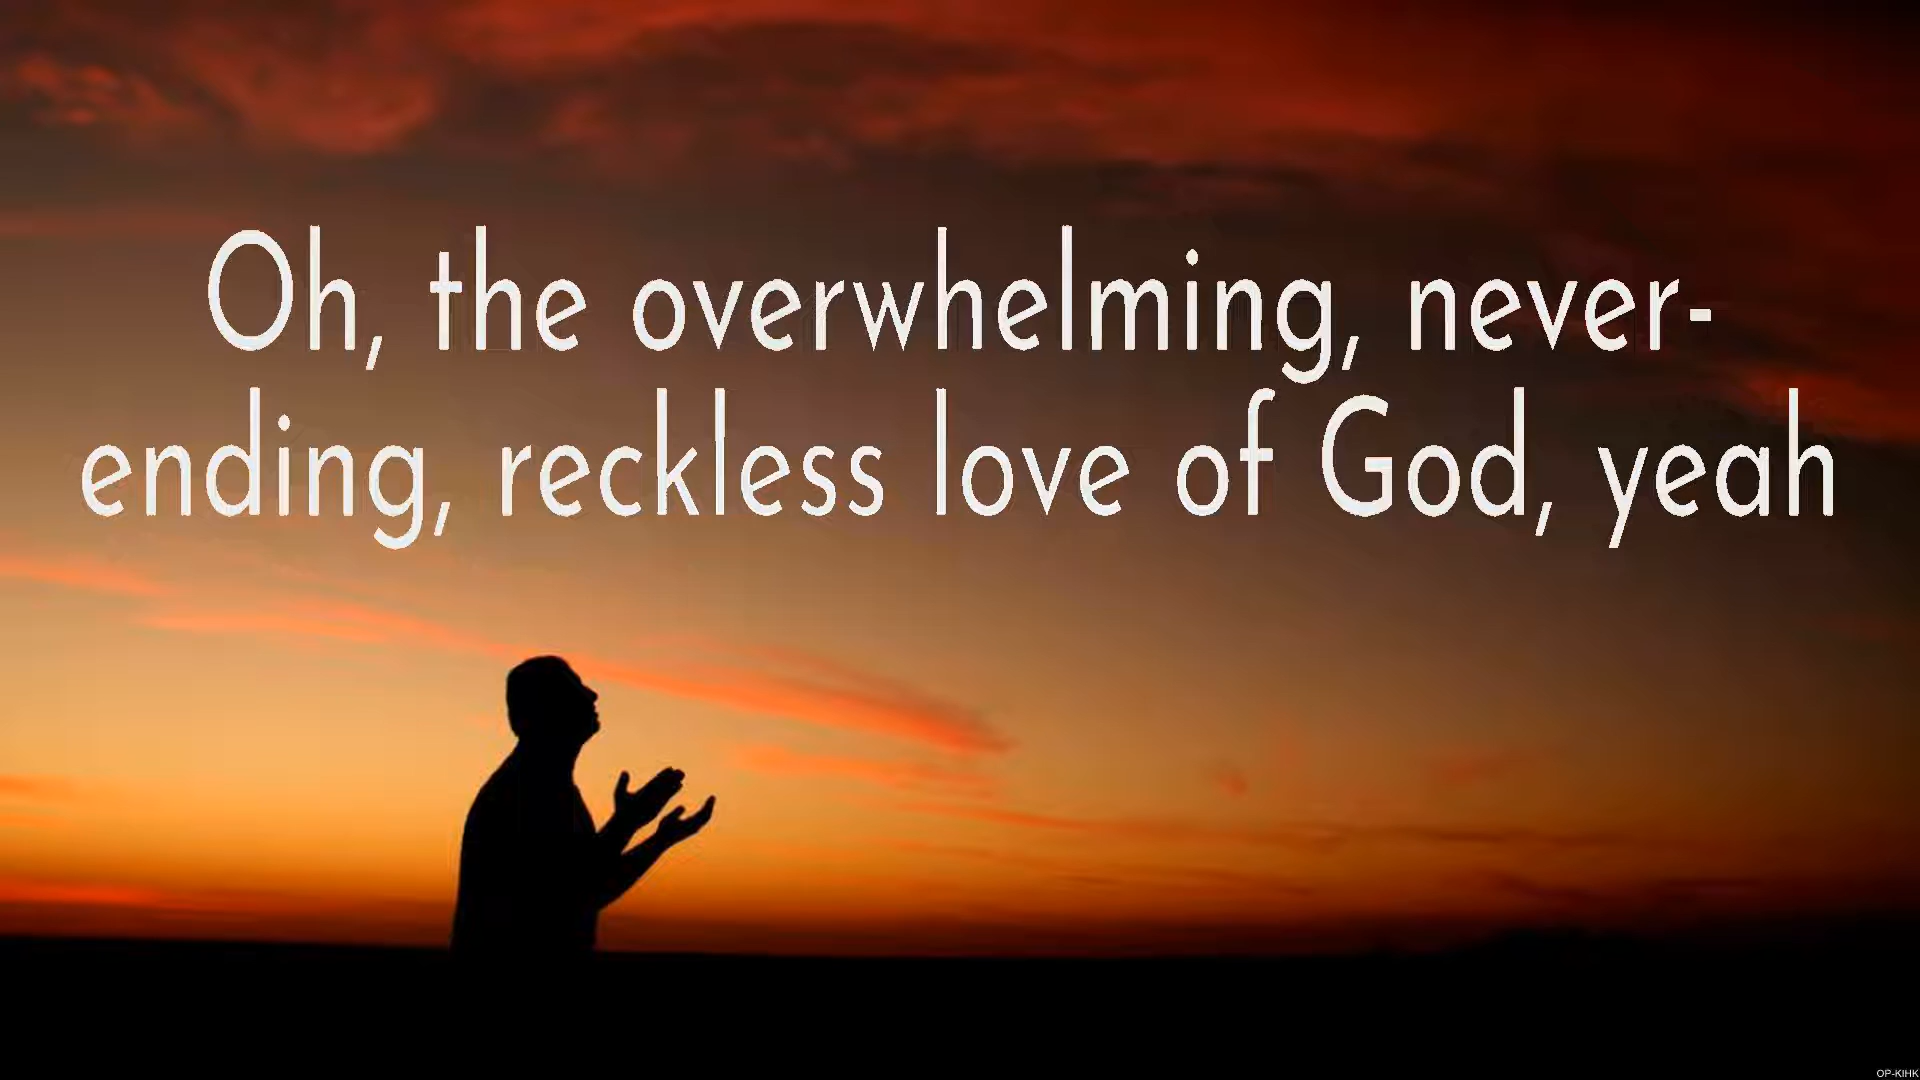 Oh, the overwhelming, never-
ending, reckless love of God, yeah
OP-KIHK